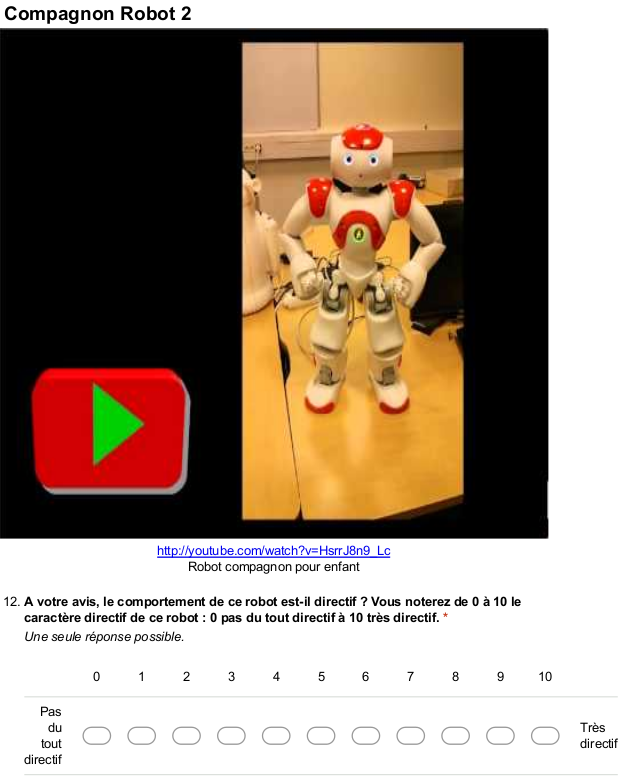 Compagnon Robot 2
http://youtube.com/watch?v=HsrrJ8n9_Lc
Robot compagnon pour enfant
12. A votre avis, le comportement de ce robot est-il directif ? Vous noterez de 0 à 10 le
caractère directif de ce robot : 0 pas du tout directif à 10 très directif. *
Une seule réponse possible.
0 1 2 3 4 5 6 7 8 9 10
Pas
du
tout
directif
Très
directif